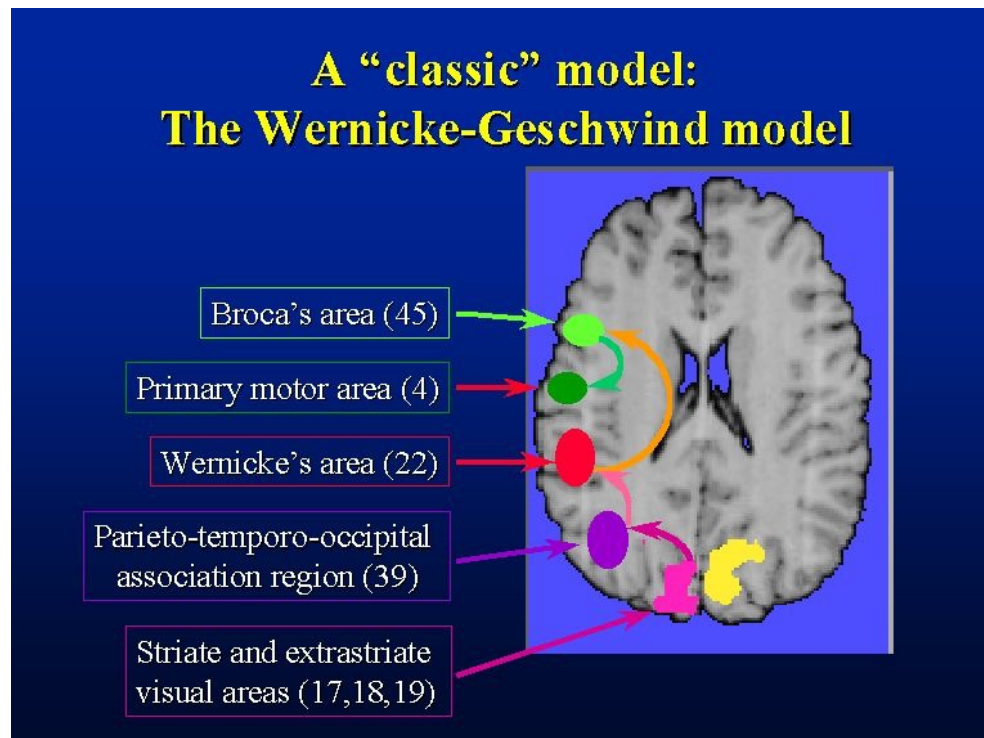 A “classic” model:
The Wernicke-Geschwind model
Broca’s area (45)
Primary motor area (4)
Wernicke’s area (22)
Parieto-temporo-occipital
association region (39)
Striate and extrastriate
visual areas (17,18,19)